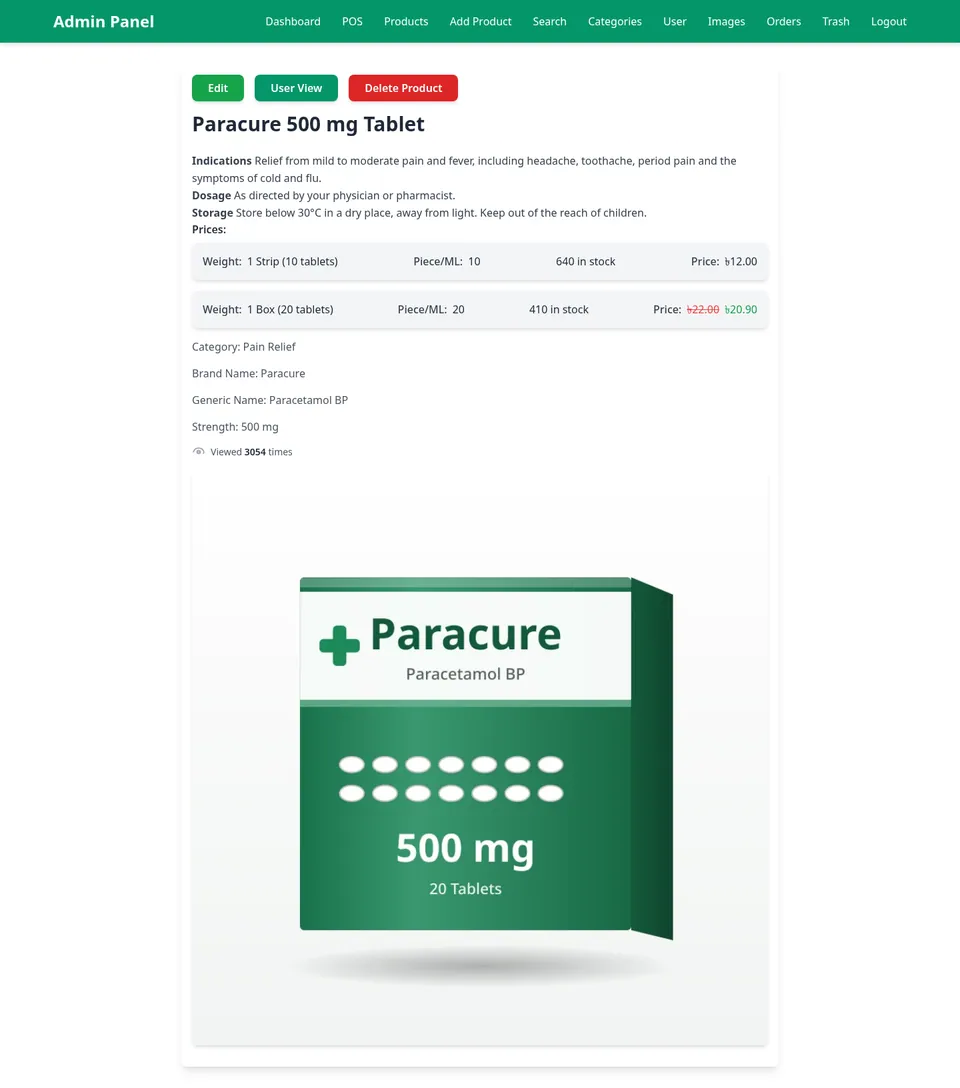 Admin Panel Dashboard POS Products Add Product Search Categories User Images Orders Trash Logout
Edit User View Delete Product
Paracure 500 mg Tablet
Indications Relief from mild to moderate pain and fever, including headache, toothache, period pain and the
symptoms of cold and flu.
Dosage As directed by your physician or pharmacist.
Storage Store below 30°C in a dry place, away from light. Keep out of the reach of children.
Prices:
Weight: 1 Strip (10 tablets) Piece/ML: 10 640 in stock Price: ৳12.00
Weight: 1 Box (20 tablets) Piece/ML: 20 410 in stock Price: ৳22.00 ৳20.90
Category: Pain Relief
Brand Name: Paracure
Generic Name: Paracetamol BP
Strength: 500 mg
Viewed 3054 times
Paracure
Paracetamol BP
500 mg
20 Tablets